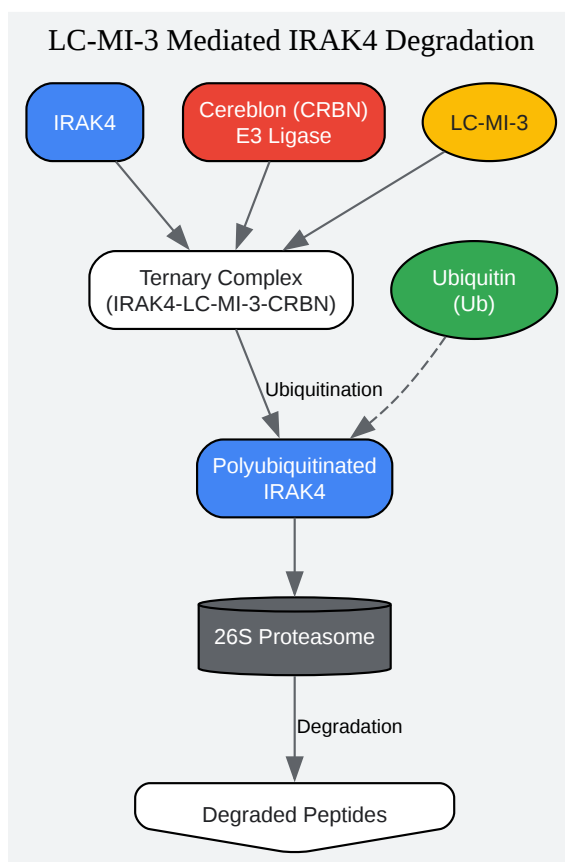 LC-MI-3 Mediated IRAK4 Degradation
IRAK4
Cereblon (CRBN)
E3 Ligase
LC-MI-3
Ternary Complex
(IRAK4-LC-MI-3-CRBN)
Ubiquitin
(Ub)
Ubiquitination
Polyubiquitinated
IRAK4
26S Proteasome
Degradation
Degraded Peptides